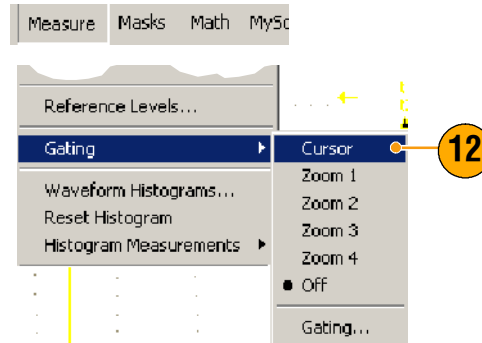 Measure Masks Math MySc
Reference Levels...
Gating
Waveform Histograms...
Reset Histogram
Histogram Measurements
Cursor
Zoom 1
Zoom 2
Zoom 3
Zoom 4
Off
Gating...
12